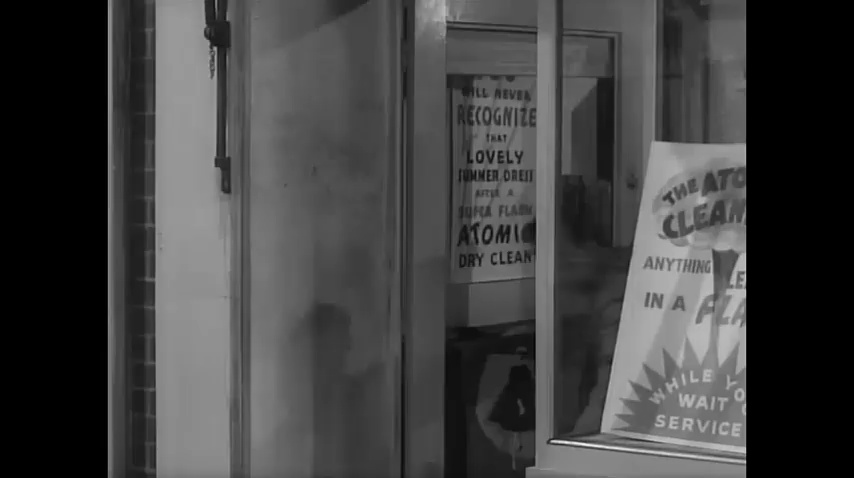 WILL NEVER
RECOGNIZE
THAT
LOVELY
SUMMER DRESS
AFTER A
SUPER FLASH
ATOMIC
DRY CLEAN
THE ATO
CLEAN
ANYTHING
IN A FLA
WHILE YO
WAIT
SERVICE